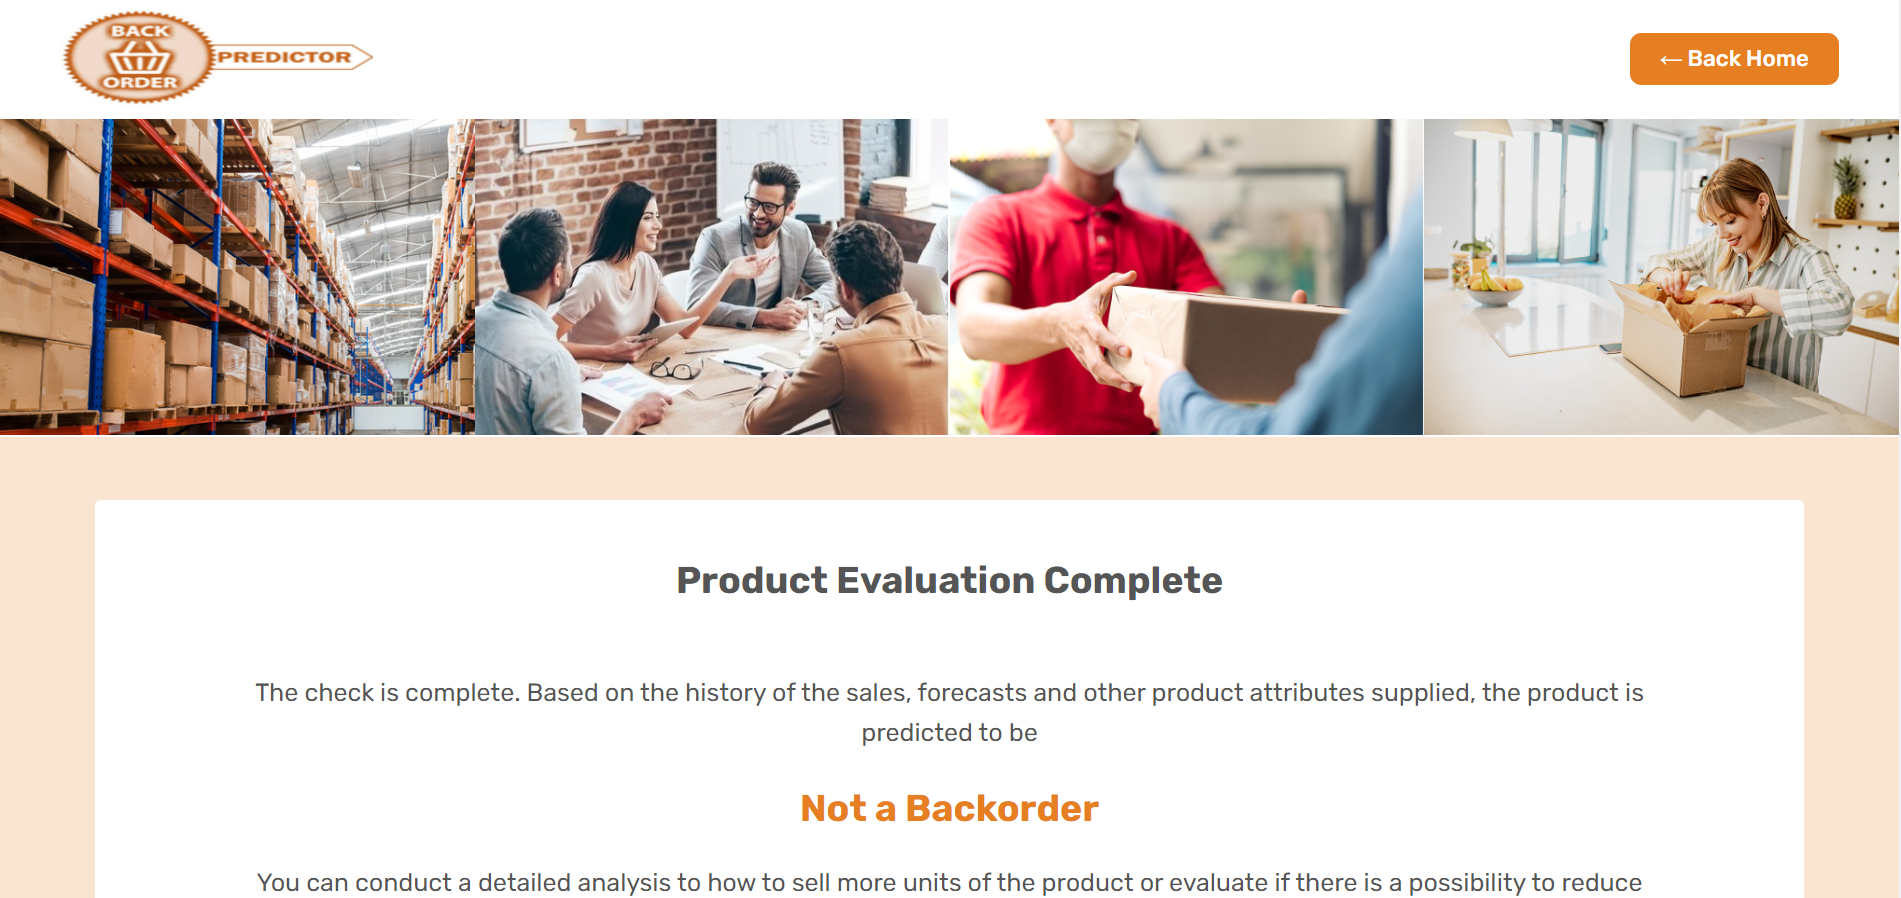 BACK
ORDER
PREDICTOR
← Back Home
Product Evaluation Complete
The check is complete. Based on the history of the sales, forecasts and other product attributes supplied, the product is
predicted to be
Not a Backorder
You can conduct a detailed analysis to how to sell more units of the product or evaluate if there is a possibility to reduce